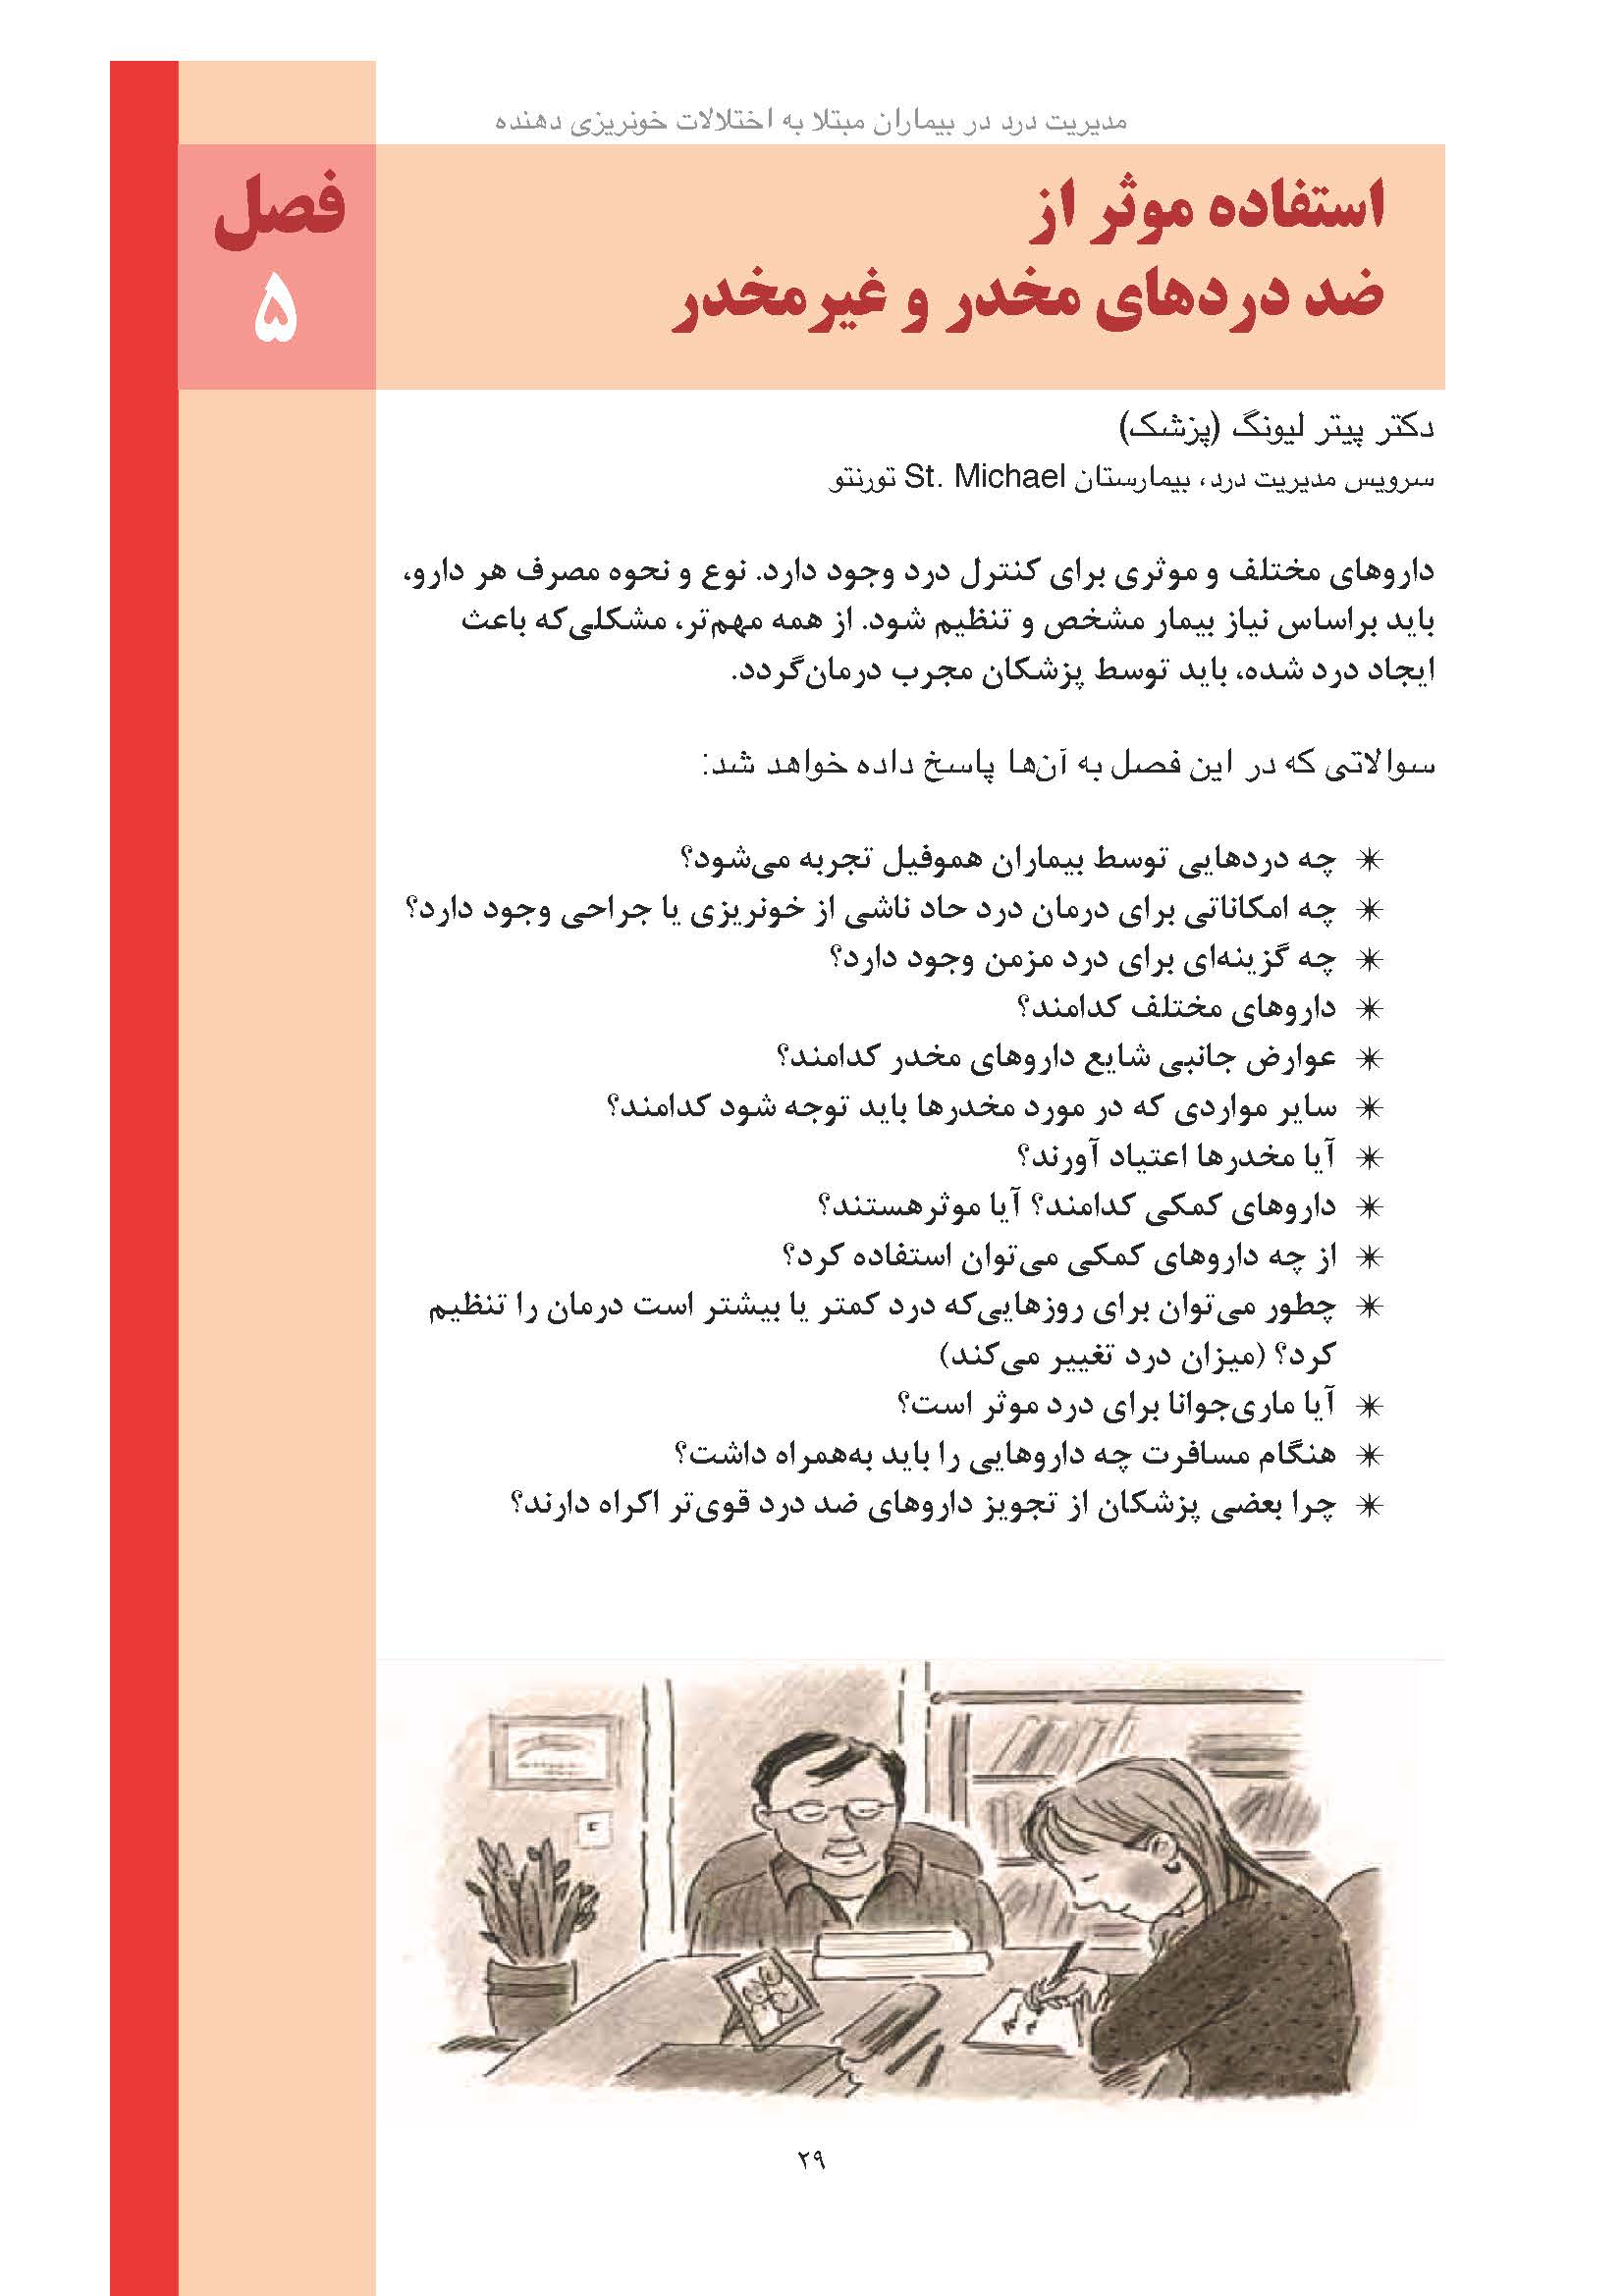 مدیریت درد در بیماران مبتلا به اختلالات خونریزی دهنده
فصل
۵
استفاده موثر از
ضد دردهای مخدر و غیرمخدر
دکتر پیتر لیونگ (پزشک)
سرویس مدیریت درد، بیمارستان St. Michael تورنتو
داروهای مختلف و موثری برای کنترل درد وجود دارد. نوع و نحوه مصرف هر دارو،
باید براساس نیاز بیمار مشخص و تنظیم شود. از همه مهم‌تر، مشکلی‌که باعث
ایجاد درد شده، باید توسط پزشکان مجرب درمان‌گردد.
سوالاتی که در این فصل به آن‌ها پاسخ داده خواهد شد:
✴ چه دردهایی توسط بیماران هموفیل تجربه می‌شود؟
✴ چه امکاناتی برای درمان درد حاد ناشی از خونریزی یا جراحی وجود دارد؟
✴ چه گزینه‌ای برای درد مزمن وجود دارد؟
✴ داروهای مختلف کدامند؟
✴ عوارض جانبی شایع داروهای مخدر کدامند؟
✴ سایر مواردی که در مورد مخدرها باید توجه شود کدامند؟
✴ آیا مخدرها اعتیاد آورند؟
✴ داروهای کمکی کدامند؟ آیا موثرهستند؟
✴ از چه داروهای کمکی می‌توان استفاده کرد؟
✴ چطور می‌توان برای روزهایی‌که درد کمتر یا بیشتر است درمان را تنظیم
کرد؟ (میزان درد تغییر می‌کند)
✴ آیا ماری‌جوانا برای درد موثر است؟
✴ هنگام مسافرت چه داروهایی را باید به‌همراه داشت؟
✴ چرا بعضی پزشکان از تجویز داروهای ضد درد قوی‌تر اکراه دارند؟
۲۹